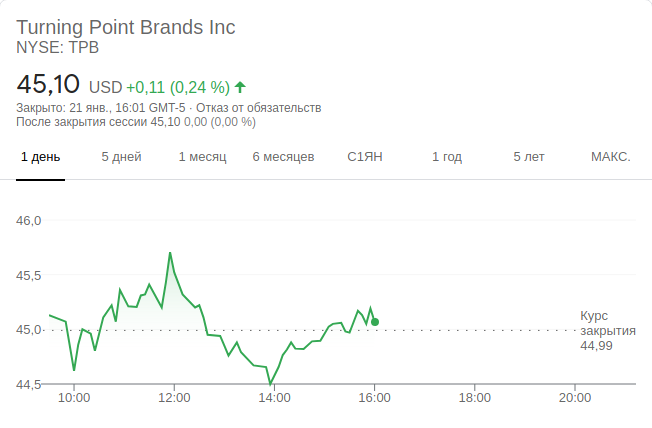 Turning Point Brands Inc
NYSE: TPB
45,10 USD +0,11 (0,24 %)
Закрыто: 21 янв., 16:01 GMT-5 · Отказ от обязательств
После закрытия сессии 45,10 0,00 (0,00 %)
1 день 5 дней 1 месяц 6 месяцев С1ЯН 1 год 5 лет МАКС.
46,0
45,5
45,0
44,5
Курс
закрытия
44,99
10:00 12:00 14:00 16:00 18:00 20:00